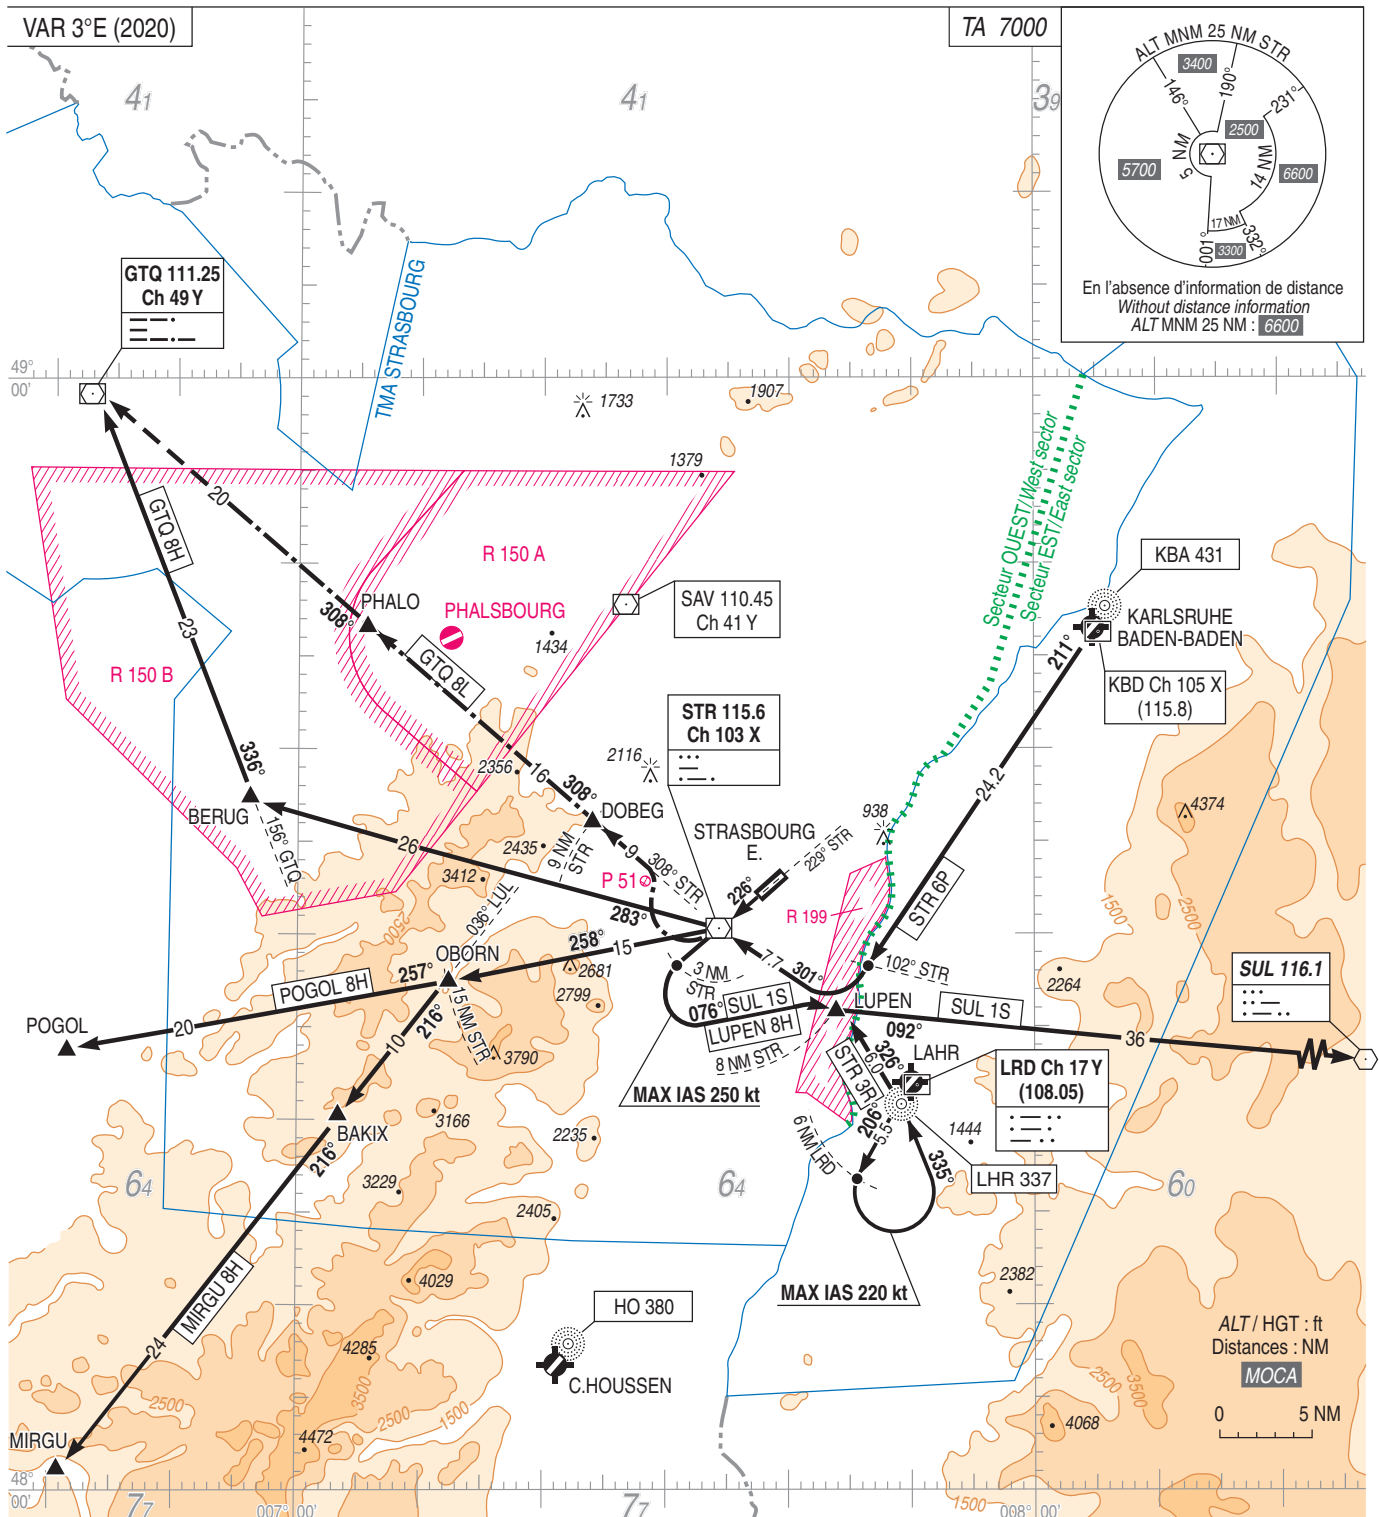 VAR 3°E (2020)
TA 7000
ALT MNM 25 NM STR
3400
146°
190°
231°
2500
5700
5 NM
14 NM
6600
17 NM
001°
3300
332°
En l'absence d'information de distance
Without distance information
ALT MNM 25 NM : 6600
41
41
39
GTQ 111.25
Ch 49 Y
TMA STRASBOURG
49°
00'
1733
1907
1379
20
GTQ 8H
R 150 A
Secteur OUEST/West sector
Secteur EST/East sector
KBA 431
SAV 110.45
Ch 41 Y
PHALO
308°
PHALSBOURG
1434
KARLSRUHE
BADEN-BADEN
23
211°
GTQ 8L
R 150 B
KBD Ch 105 X
(115.8)
STR 115.6
Ch 103 X
2116
2356
16
336°
308°
24.2
BERUG
DOBEG
4374
938
STRASBOURG
E.
229° STR
156° GTQ
26
2435
9 NM
STR
9
308° STR
P 51
3412
226°
STR 6P
1500
2500
036° LUL
R 199
283°
2500
258°
15
OBORN
257°
7.7
301°
102° STR
2681
3 NM
STR
2264
SUL 116.1
POGOL 8H
2799
SUL 1S
076°
LUPEN 8H
LUPEN
SUL 1S
POGOL
20
15 NM STR
216°
10
3790
8 NM STR
092°
36
326°
6.0
LAHR
STR 3R
LRD Ch 17 Y
(108.05)
MAX IAS 250 kt
3166
BAKIX
2235
206°
5.5
1444
6 NM LRD
335°
216°
LHR 337
64
3229
64
60
2405
4029
2382
MAX IAS 220 kt
MIRGU 8H
HO 380
ALT / HGT : ft
Distances : NM
MOCA
24
4285
3500
C.HOUSSEN
2500
3500
2500
2500
1500
4068
0
5 NM
MIRGU
4472
48°
00'
77
007° 00'
77
1500
008° 00'